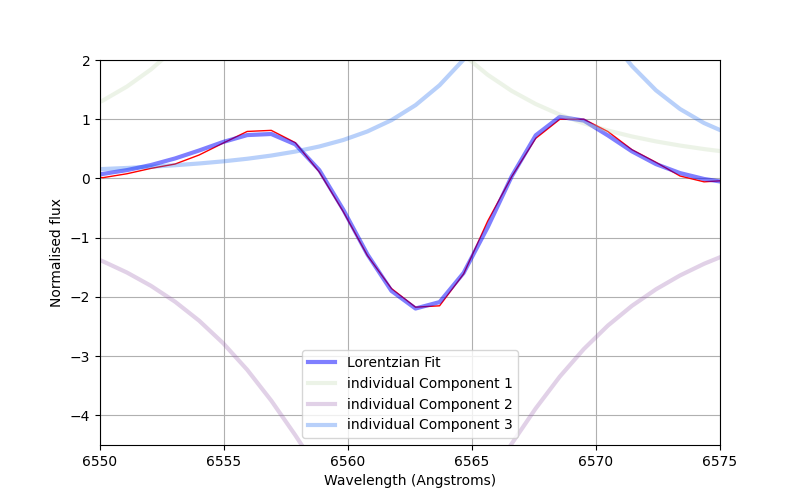 2
1
0
−1
−2
−3
−4
Normalised flux
Lorentzian Fit
individual Component 1
individual Component 2
individual Component 3
6550 6555 6560 6565 6570 6575
Wavelength (Angstroms)